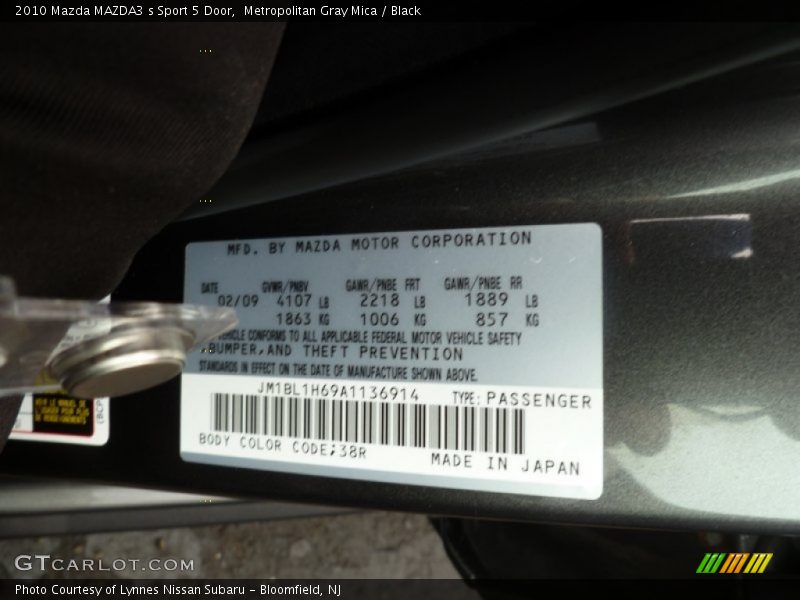 2010 Mazda MAZDA3 s Sport 5 Door, Metropolitan Gray Mica / Black
MFD. BY MAZDA MOTOR CORPORATION
DATE GVWR/PNBV GAWR/PNBE FRT GAWR/PNBE RR
02/09 4107 LB 2218 LB 1889 LB
1863 KG 1006 KG 857 KG
VEHICLE CONFORMS TO ALL APPLICABLE FEDERAL MOTOR VEHICLE SAFETY
,BUMPER,AND THEFT PREVENTION
STANDARDS IN EFFECT ON THE DATE OF MANUFACTURE SHOWN ABOVE.
JM1BL1H69A1136914 TYPE: PASSENGER
BODY COLOR CODE;38R
MADE IN JAPAN
GTCARLOT.COM
Photo Courtesy of Lynnes Nissan Subaru - Bloomfield, NJ